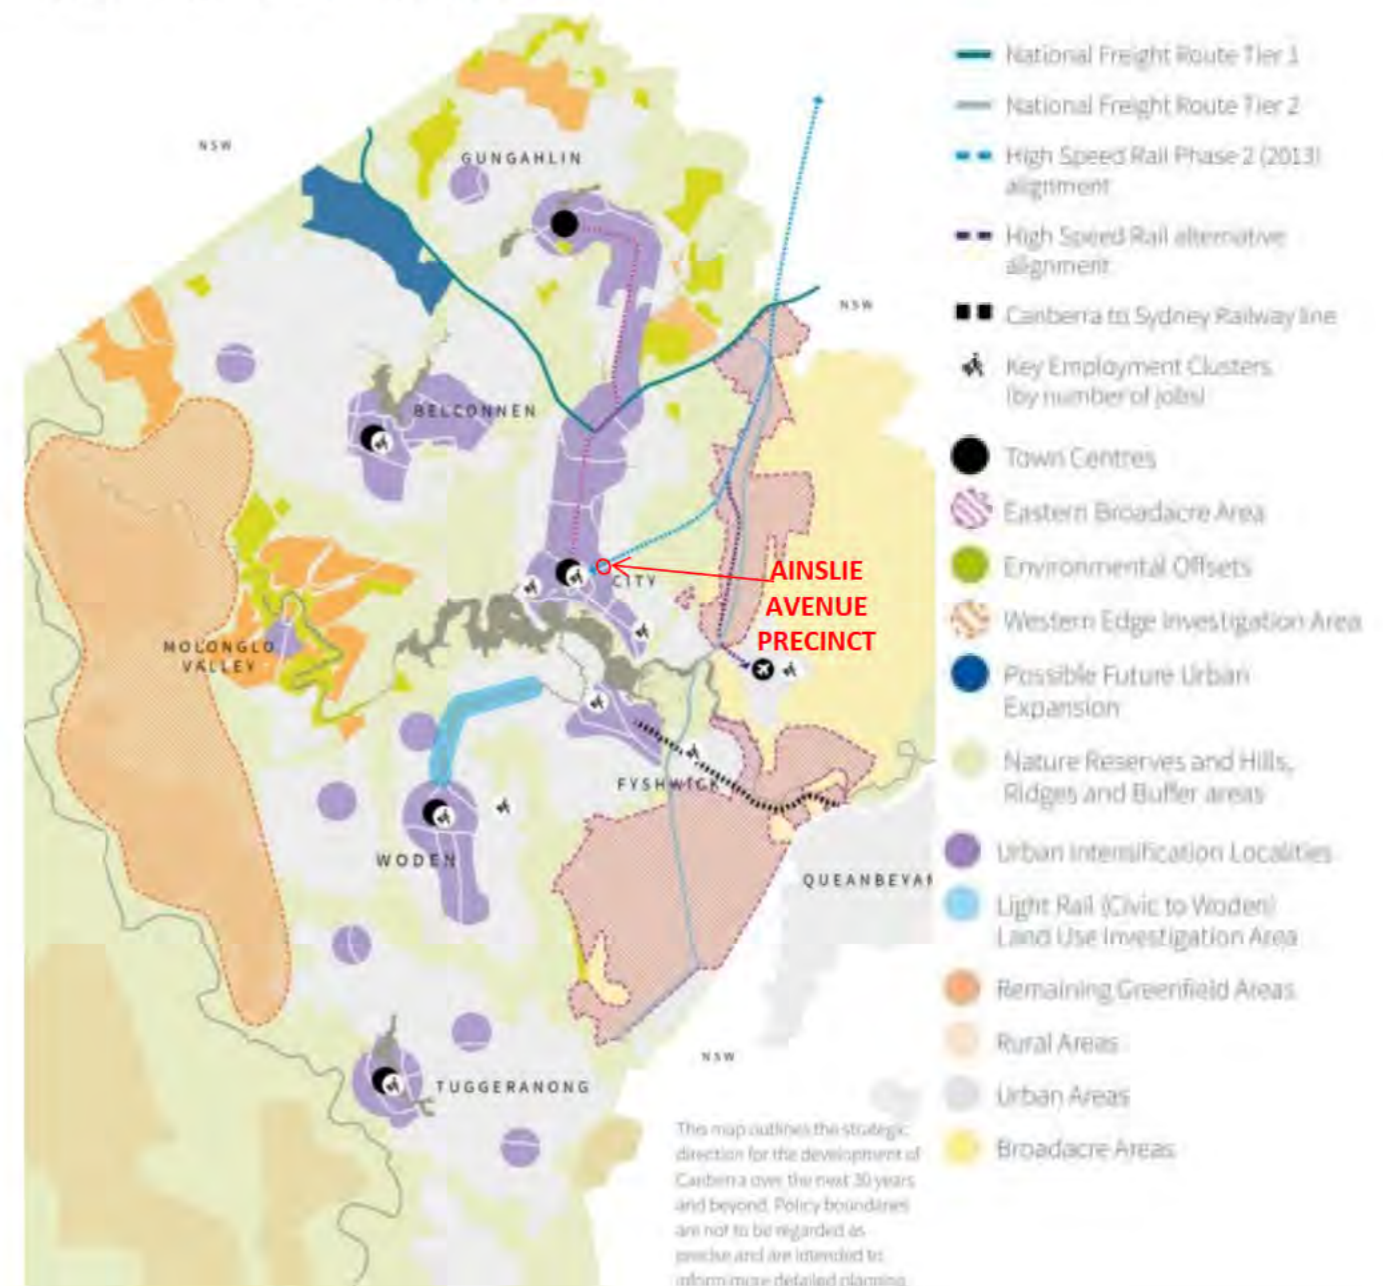 NSW
GUNGAHLIN
NSW
BELCONNEN
CITY
AINSLIE
AVENUE
PRECINCT
MOLONGLO
VALLEY
FYSHWICK
WODEN
QUEANBEYAN
NSW
TUGGERANONG
This map outlines the strategic
direction for the development of
Canberra over the next 30 years
and beyond. Policy boundaries
are not to be regarded as
precise and are intended to
inform more detailed planning
National Freight Route Tier 1
National Freight Route Tier 2
High Speed Rail Phase 2 (2013)
alignment
High Speed Rail alternative
alignment
Canberra to Sydney Railway line
Key Employment Clusters
(by number of jobs)
Town Centres
Eastern Broadacre Area
Environmental Offsets
Western Edge Investigation Area
Possible Future Urban
Expansion
Nature Reserves and Hills,
Ridges and Buffer areas
Urban Intensification Localities
Light Rail (Civic to Woden)
Land Use Investigation Area
Remaining Greenfield Areas
Rural Areas
Urban Areas
Broadacre Areas